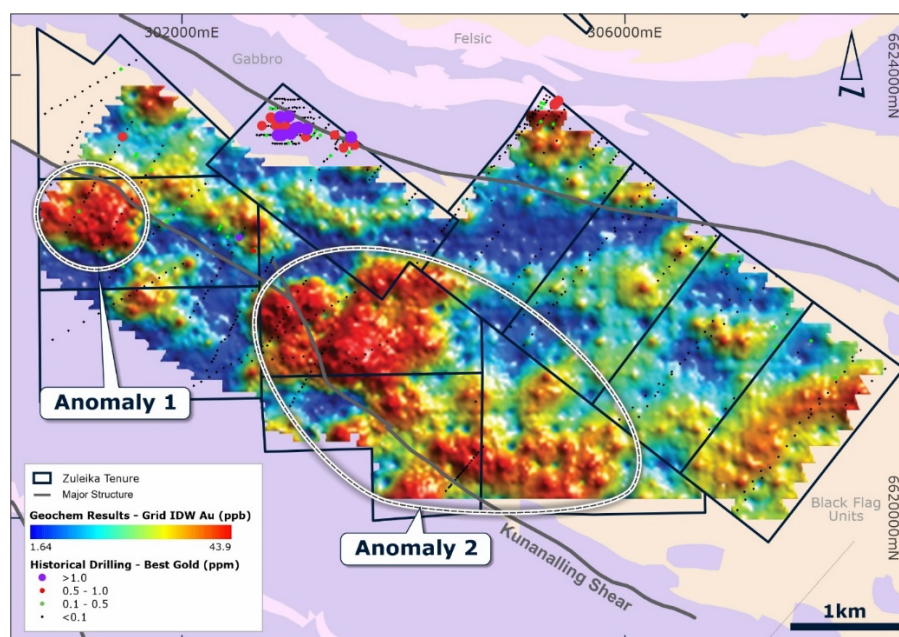 302000mE
306000mE
Felsic
Gabbro
6624000mN
N
Anomaly 1
Anomaly 2
Kunanalling Shear
Black Flag
Units
6620000mN
1km
Zuleika Tenure
Major Structure
Geochem Results - Grid IDW Au (ppb)
1.64 43.9
Historical Drilling - Best Gold (ppm)
>1.0
0.5 - 1.0
0.1 - 0.5
<0.1